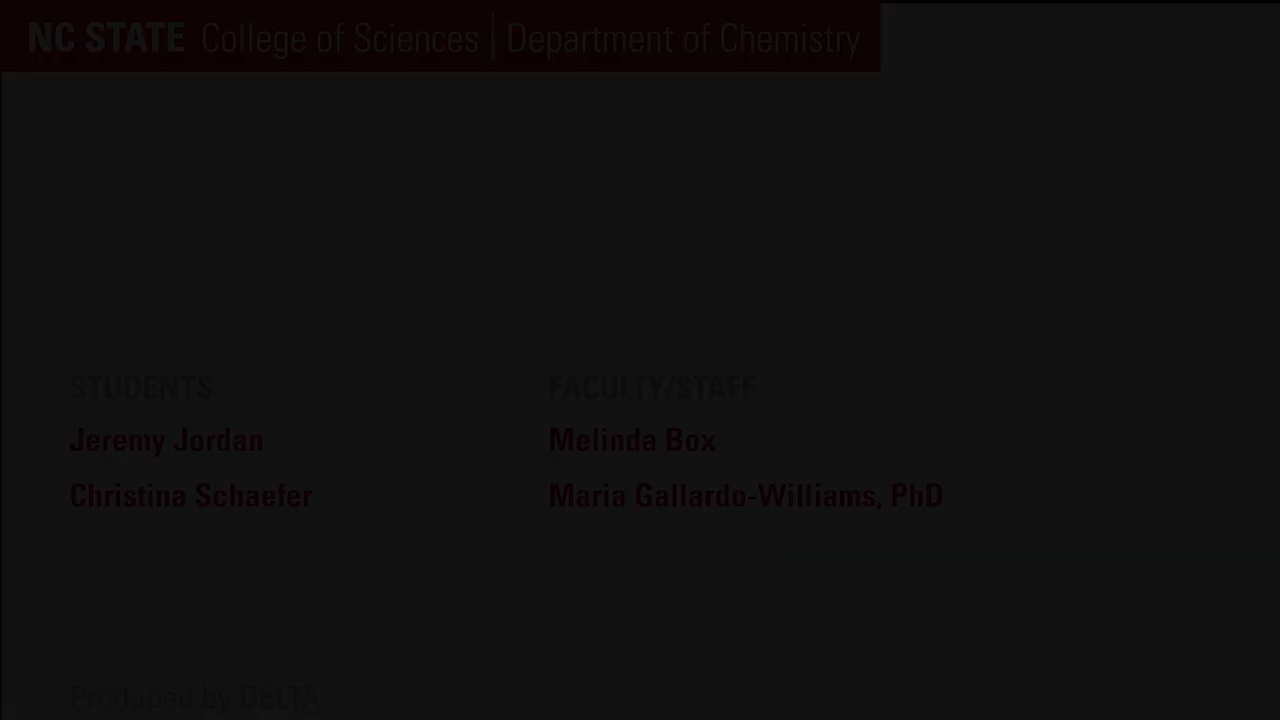 NC STATE College of Sciences | Department of Chemistry
STUDENTS
Jeremy Jordan
Christina Schaefer
FACULTY/STAFF
Melinda Box
Maria Gallardo-Williams, PhD
Produced by DELTA